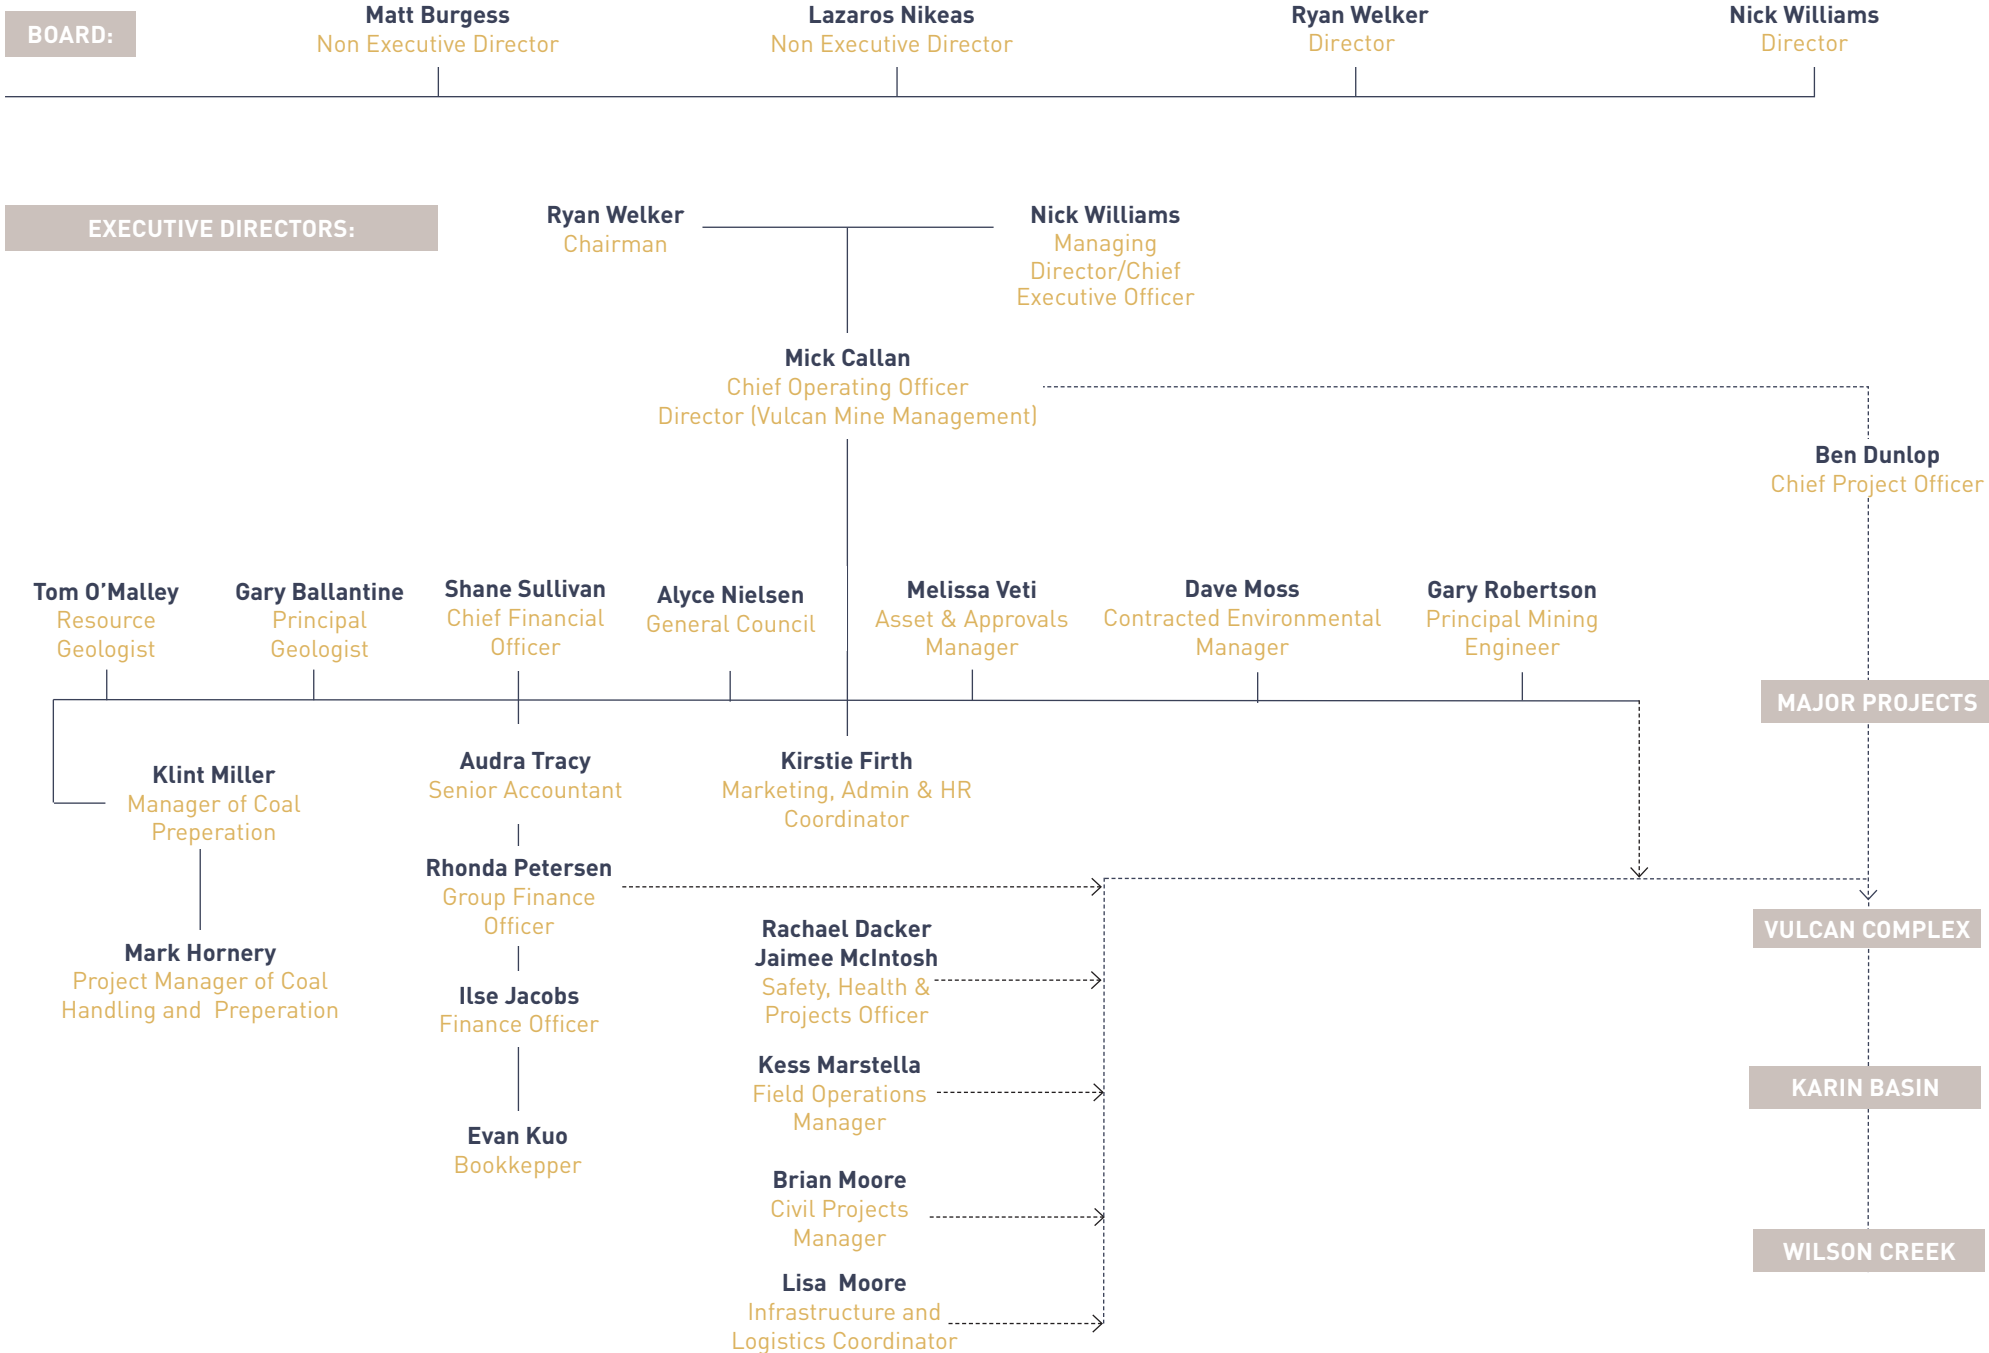 BOARD:
Matt Burgess
Non Executive Director
Lazaros Nikeas
Non Executive Director
Ryan Welker
Director
Nick Williams
Director
EXECUTIVE DIRECTORS:
Ryan Welker
Chairman
Nick Williams
Managing
Director/Chief
Executive Officer
Mick Callan
Chief Operating Officer
Director (Vulcan Mine Management)
Ben Dunlop
Chief Project Officer
Tom O’Malley
Resource
Geologist
Gary Ballantine
Principal
Geologist
Shane Sullivan
Chief Financial
Officer
Alyce Nielsen
General Council
Melissa Veti
Asset & Approvals
Manager
Dave Moss
Contracted Environmental
Manager
Gary Robertson
Principal Mining
Engineer
MAJOR PROJECTS
Klint Miller
Manager of Coal
Preperation
Audra Tracy
Senior Accountant
Kirstie Firth
Marketing, Admin & HR
Coordinator
Rhonda Petersen
Group Finance
Officer
Mark Hornery
Project Manager of Coal
Handling and  Preperation
Ilse Jacobs
Finance Officer
Evan Kuo
Bookkepper
Rachael Dacker
Jaimee McIntosh
Safety, Health &
Projects Officer
Kess Marstella
Field Operations
Manager
Brian Moore
Civil Projects
Manager
Lisa  Moore
Infrastructure and
Logistics Coordinator
VULCAN COMPLEX
KARIN BASIN
WILSON CREEK